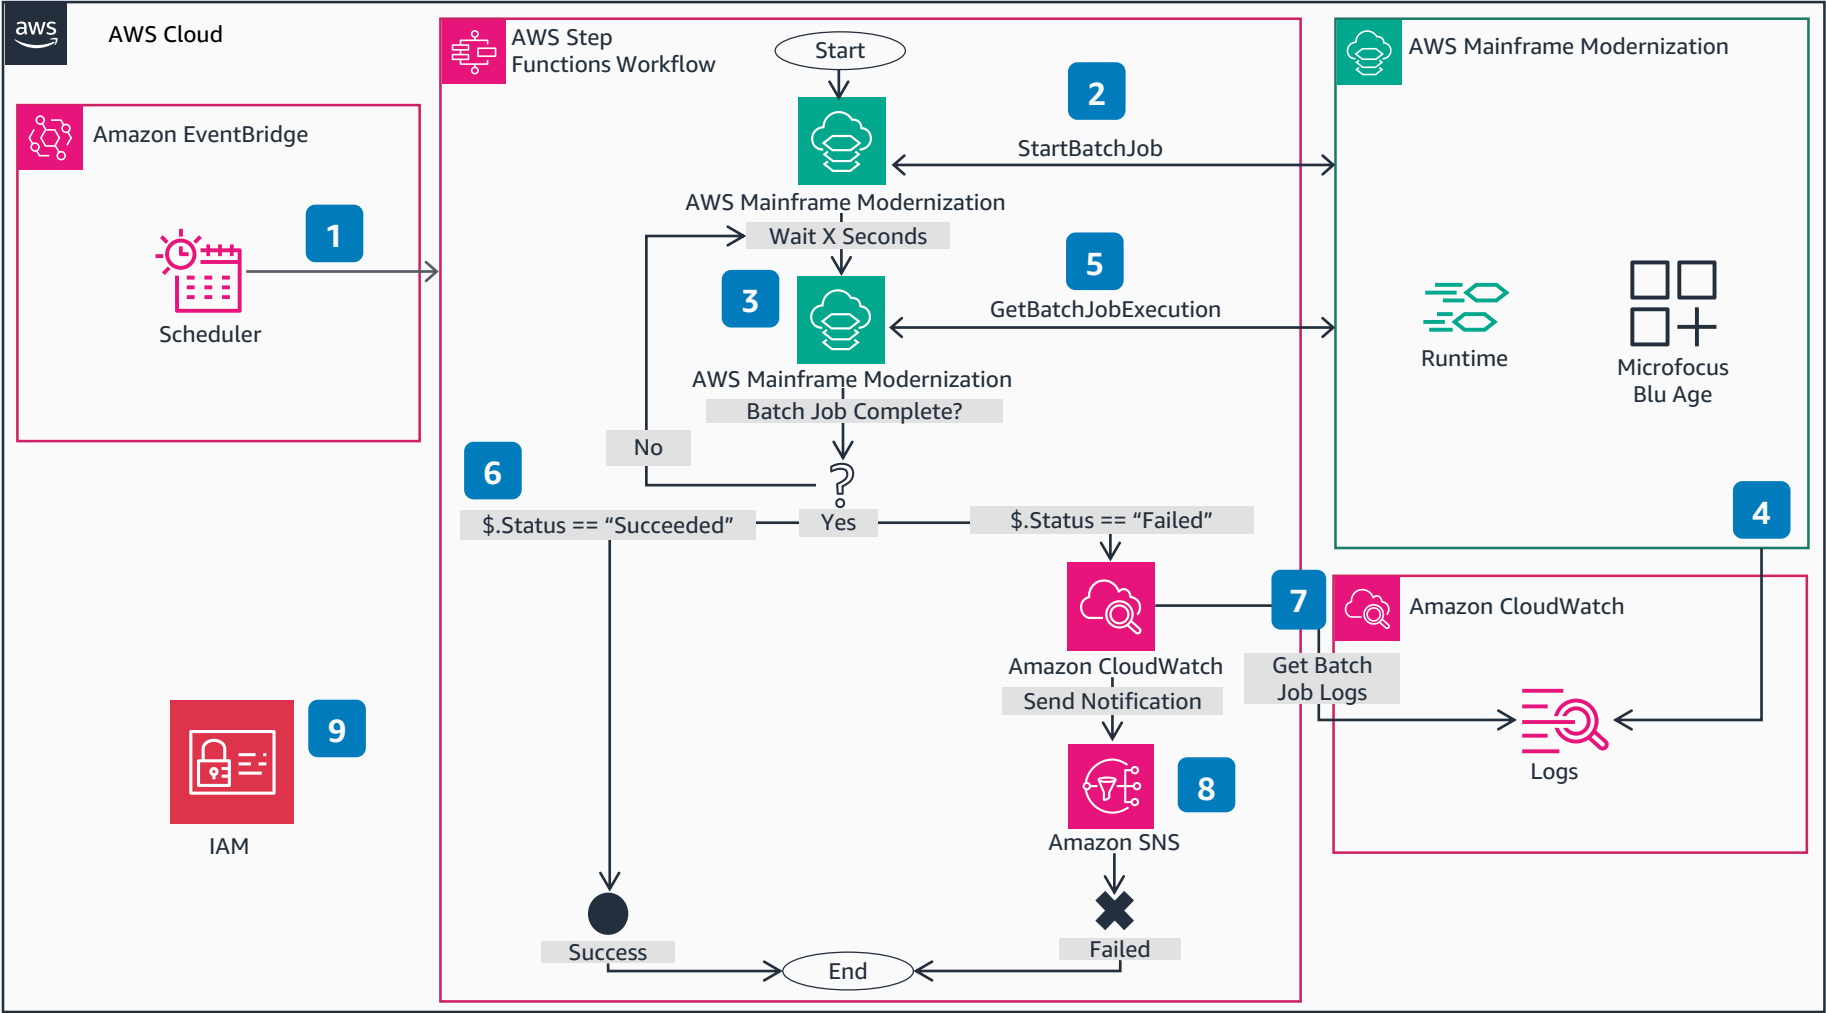 aws
AWS Cloud
Amazon EventBridge
1
Scheduler
9
IAM
AWS Step
Functions Workflow
Start
2
StartBatchJob
AWS Mainframe Modernization
Wait X Seconds
3
5
GetBatchJobExecution
AWS Mainframe Modernization
Batch Job Complete?
No
?
6
$.Status == “Succeeded”
Yes
$.Status == “Failed”
7
Amazon CloudWatch
Get Batch
Job Logs
Send Notification
8
Amazon SNS
Success
Failed
End
AWS Mainframe Modernization
Runtime
Microfocus
Blu Age
4
Amazon CloudWatch
Logs